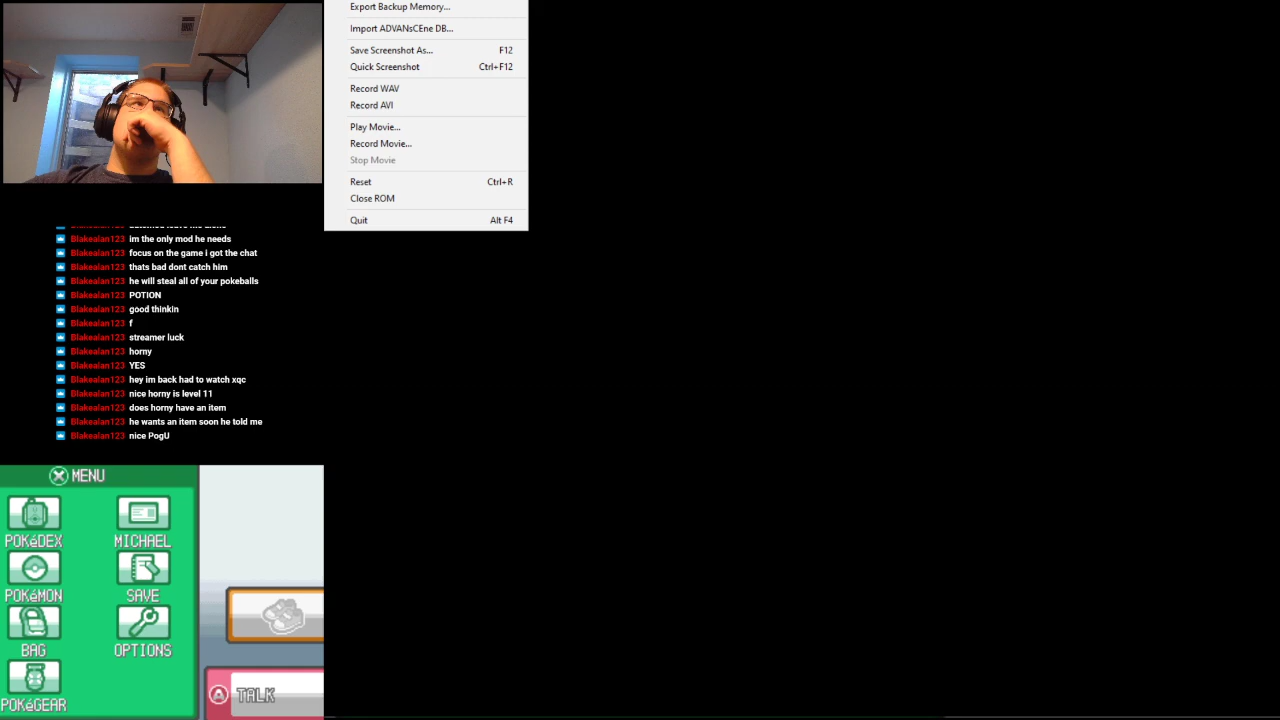 Export Backup Memory...
Import ADVANsCEne DB...
Save Screenshot As... F12
Quick Screenshot Ctrl+F12
Record WAV
Record AVI
Play Movie...
Record Movie...
Stop Movie
Reset Ctrl+R
Close ROM
Quit Alt F4
Blakealan123 im the only mod he needs
Blakealan123 focus on the game i got the chat
Blakealan123 thats bad dont catch him
Blakealan123 he will steal all of your pokeballs
Blakealan123 POTION
Blakealan123 good thinkin
Blakealan123 f
Blakealan123 streamer luck
Blakealan123 horny
Blakealan123 YES
Blakealan123 hey im back had to watch xqc
Blakealan123 nice horny is level 11
Blakealan123 does horny have an item
Blakealan123 he wants an item soon he told me
Blakealan123 nice PogU
X MENU
POKéDEX MICHAEL
POKéMON SAVE
BAG OPTIONS
POKéGEAR
A TALK